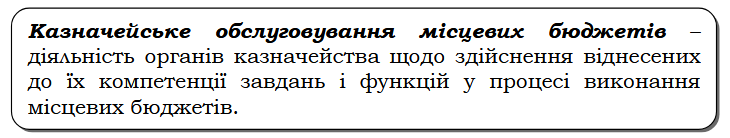 Казначейське обслуговування місцевих бюджетів –
діяльність органів казначейства щодо здійснення віднесених
до їх компетенції завдань і функцій у процесі виконання
місцевих бюджетів.